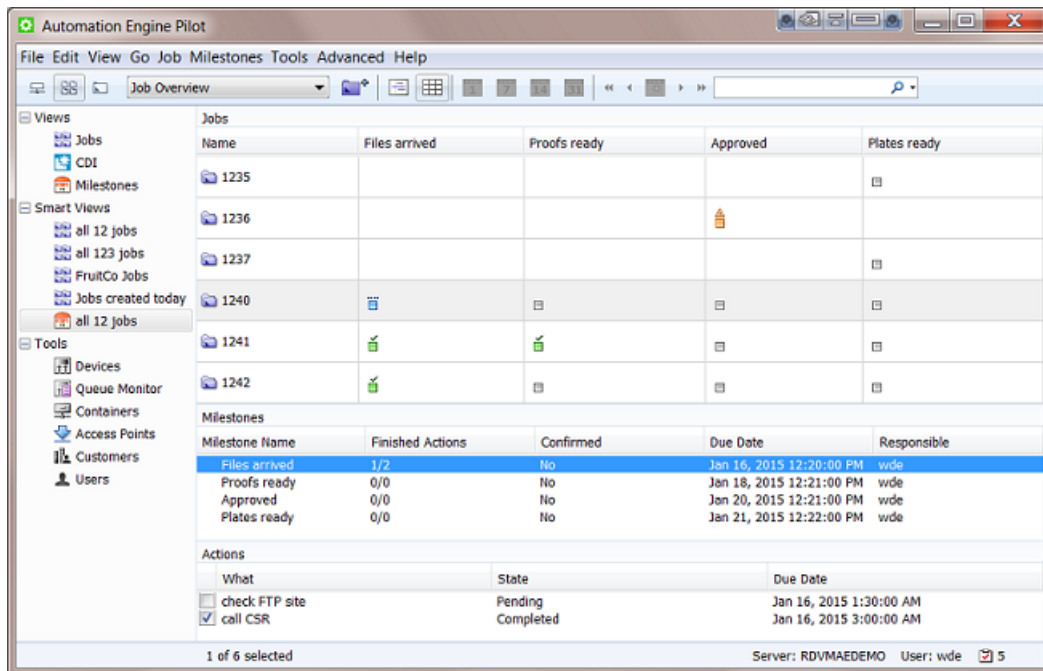 Automation Engine Pilot
File Edit View Go Job Milestones Tools Advanced Help
Job Overview
1 7 14 31
Views
Jobs
CDI
Milestones
Smart Views
all 12 jobs
all 123 jobs
FruitCo Jobs
Jobs created today
all 12 jobs
Tools
Devices
Queue Monitor
Containers
Access Points
Customers
Users
Jobs
Name Files arrived Proofs ready Approved Plates ready
1235
1236
1237
1240
1241
1242
Milestones
Milestone Name Finished Actions Confirmed Due Date Responsible
Files arrived 1/2 No Jan 16, 2015 12:20:00 PM wde
Proofs ready 0/0 No Jan 18, 2015 12:21:00 PM wde
Approved 0/0 No Jan 20, 2015 12:21:00 PM wde
Plates ready 0/0 No Jan 21, 2015 12:22:00 PM wde
Actions
What State Due Date
check FTP site Pending Jan 16, 2015 1:30:00 AM
call CSR Completed Jan 16, 2015 3:00:00 AM
1 of 6 selected Server: RDVMAEDEMO User: wde 5